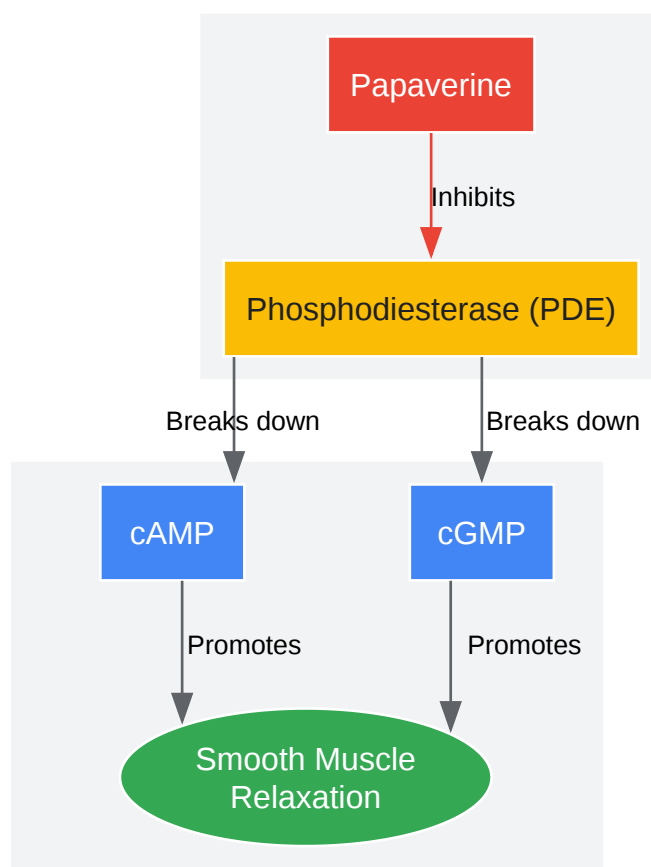 Papaverine
Inhibits
Phosphodiesterase (PDE)
Breaks down
Breaks down
cAMP
cGMP
Promotes
Promotes
Smooth Muscle
Relaxation